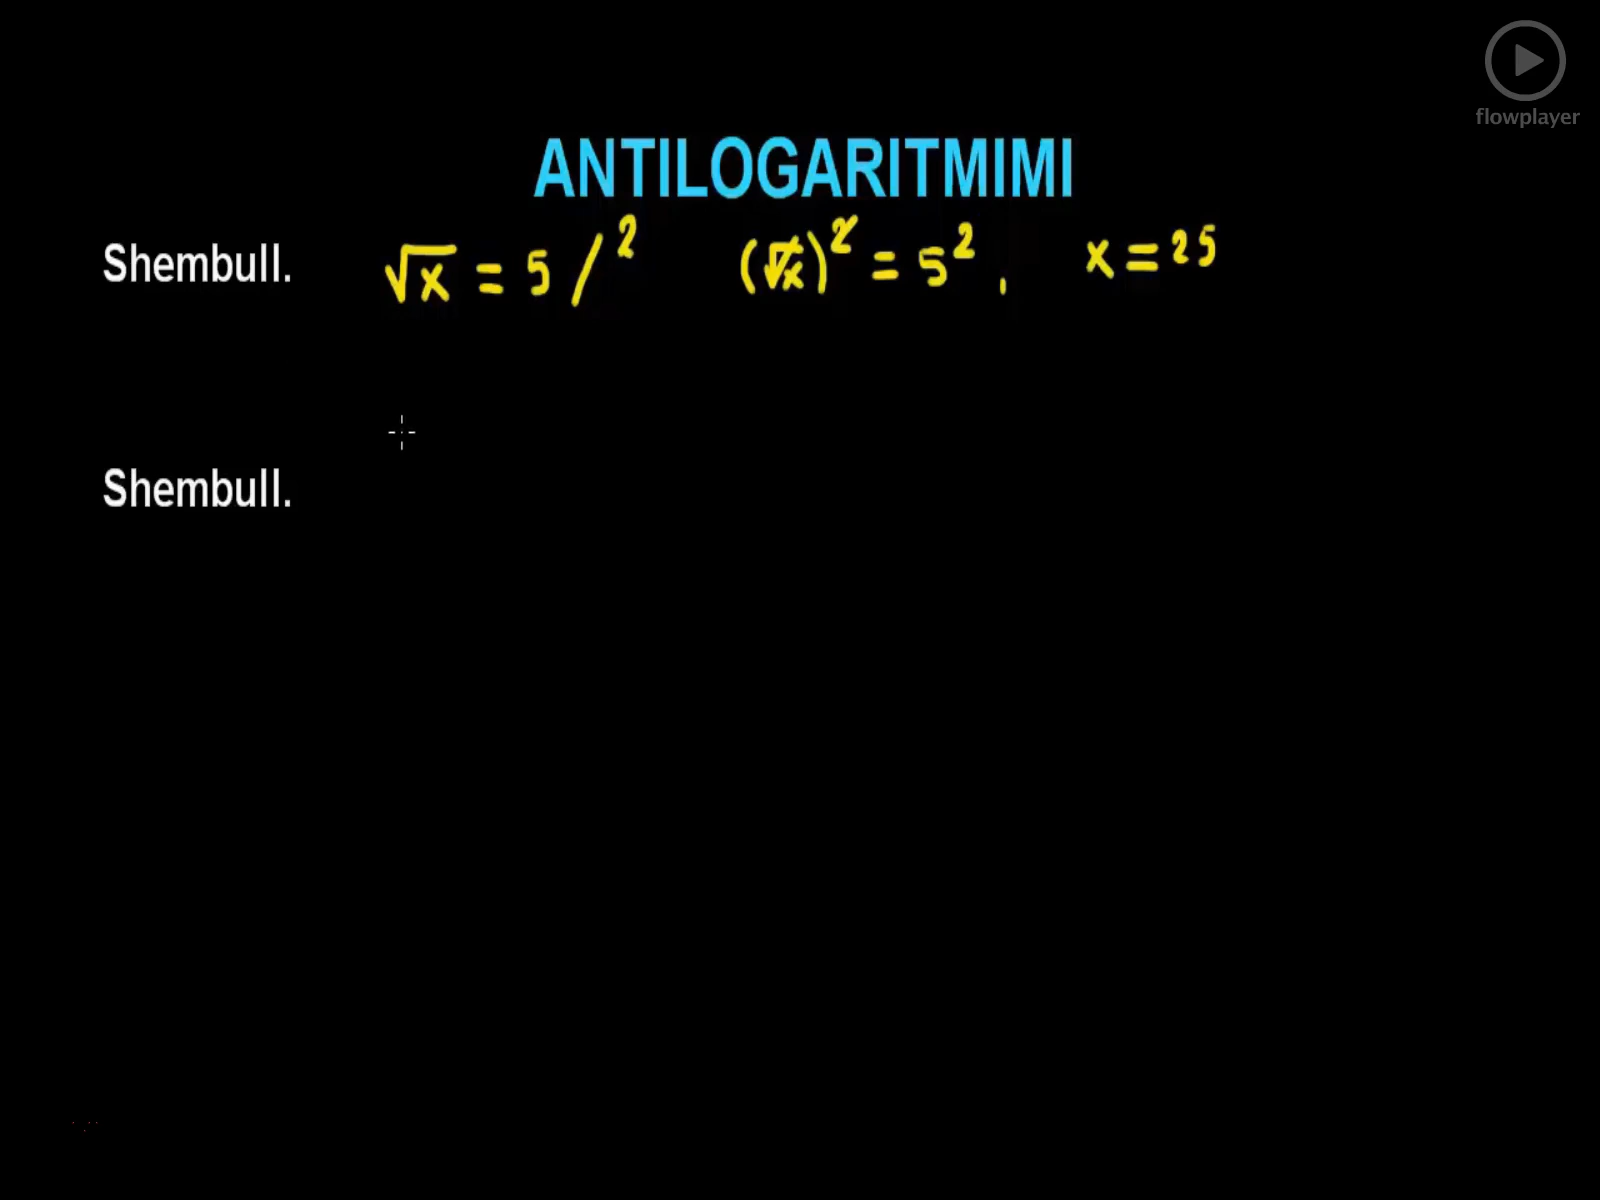 flowplayer
ANTILOGARITMIMI
Shembull. √x = 5 / ² (√x)² = 5² , x = 25
Shembull.